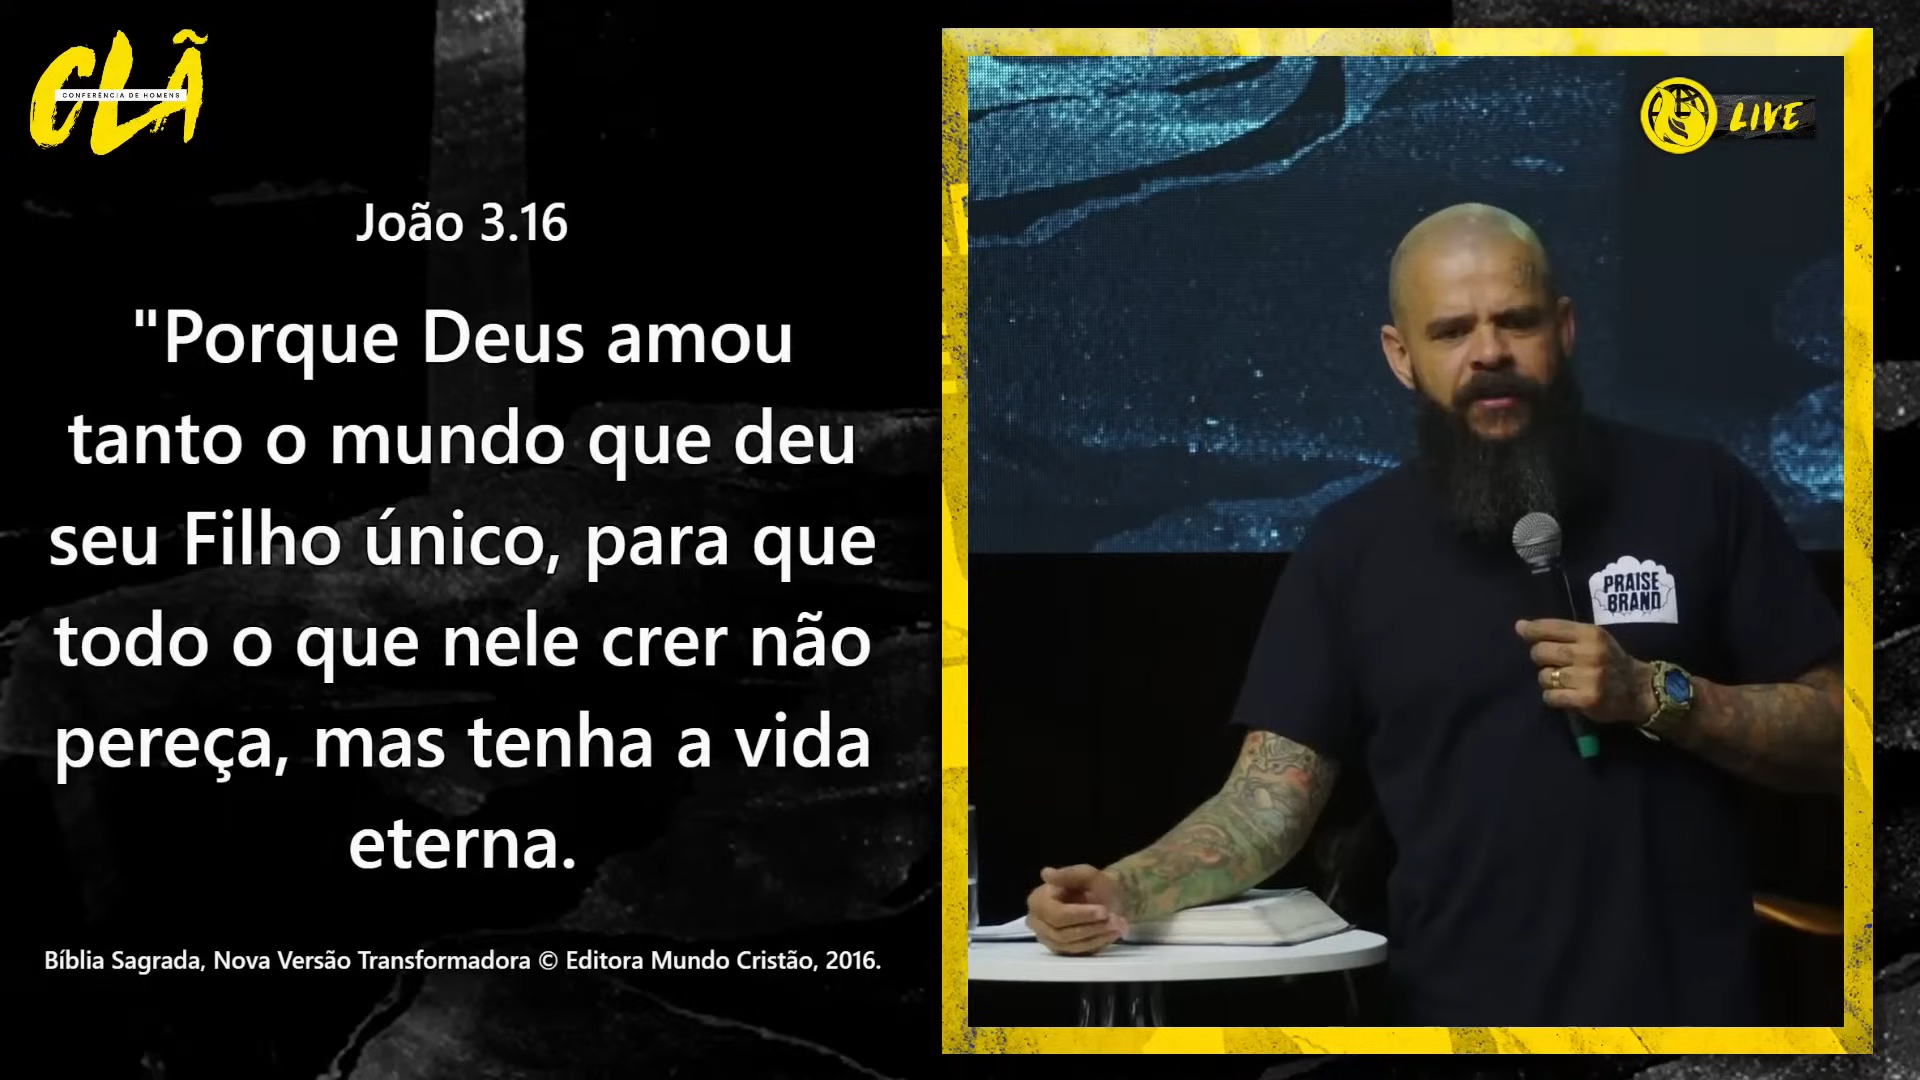 CLÃ
CONFERÊNCIA DE HOMENS
LIVE
João 3.16
"Porque Deus amou
tanto o mundo que deu
seu Filho único, para que
todo o que nele crer não
pereça, mas tenha a vida
eterna.
Bíblia Sagrada, Nova Versão Transformadora © Editora Mundo Cristão, 2016.
PRAISE
BRAND